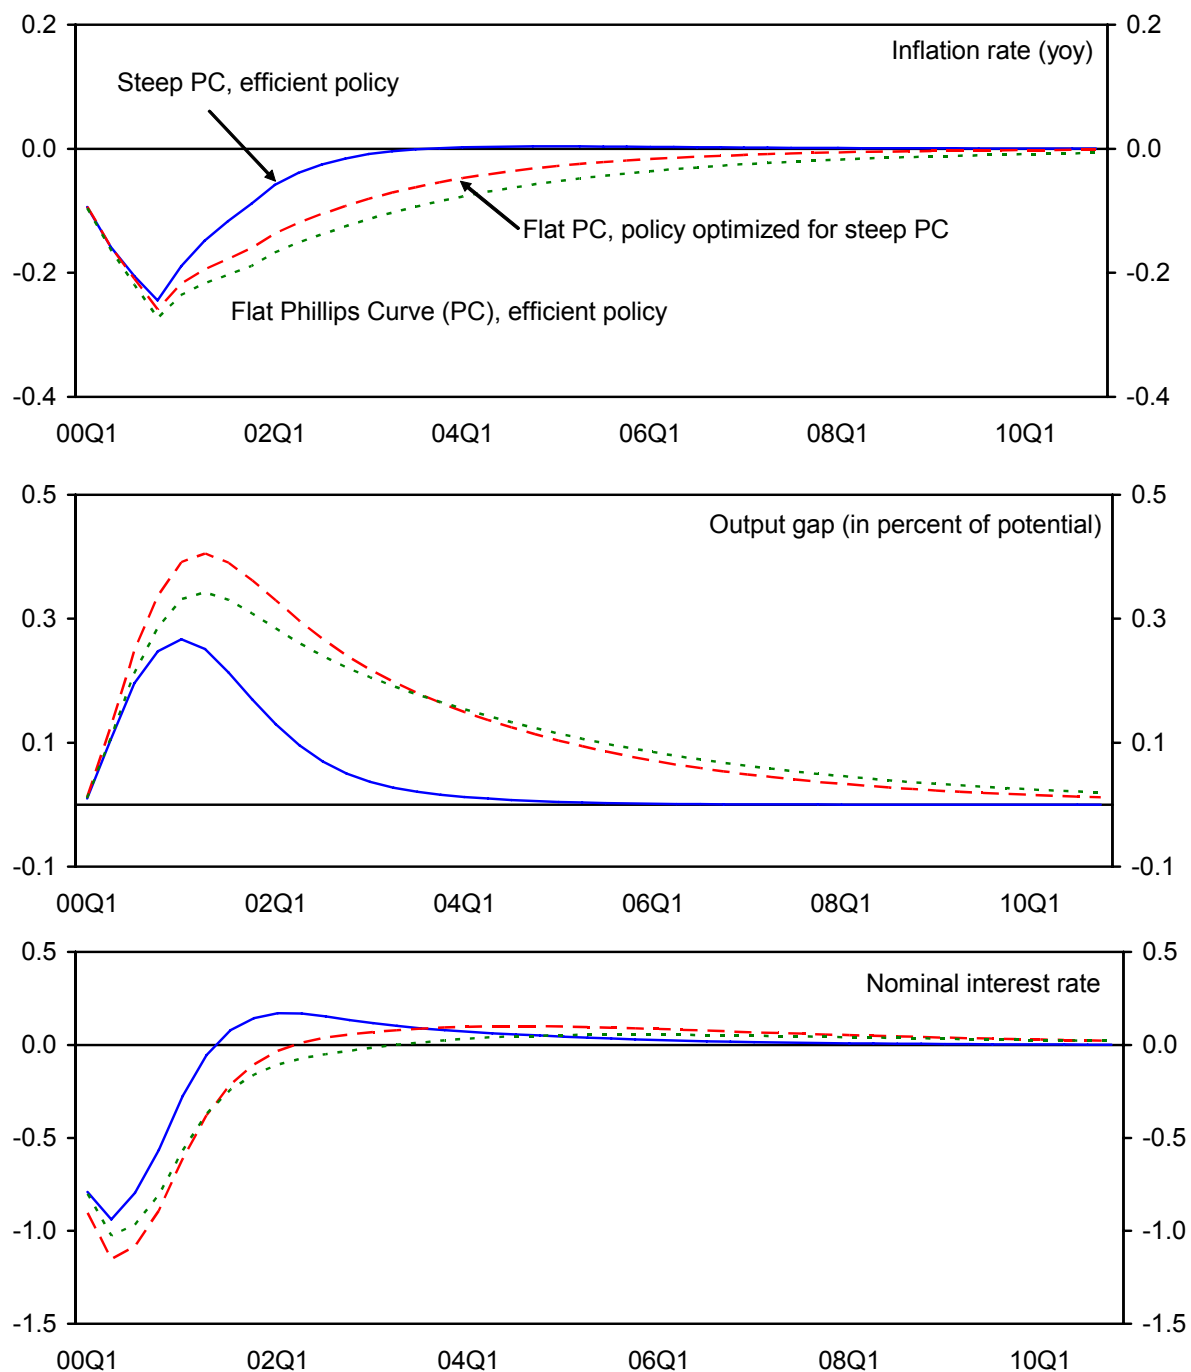 0.2 0.2
Inflation rate (yoy)
Steep PC, efficient policy
0.0 0.0
Flat PC, policy optimized for steep PC
-0.2 -0.2
Flat Phillips Curve (PC), efficient policy
-0.4 -0.4
00Q1 02Q1 04Q1 06Q1 08Q1 10Q1
0.5 0.5
Output gap (in percent of potential)
0.3 0.3
0.1 0.1
-0.1 -0.1
00Q1 02Q1 04Q1 06Q1 08Q1 10Q1
0.5 0.5
Nominal interest rate
0.0 0.0
-0.5 -0.5
-1.0 -1.0
-1.5 -1.5
00Q1 02Q1 04Q1 06Q1 08Q1 10Q1